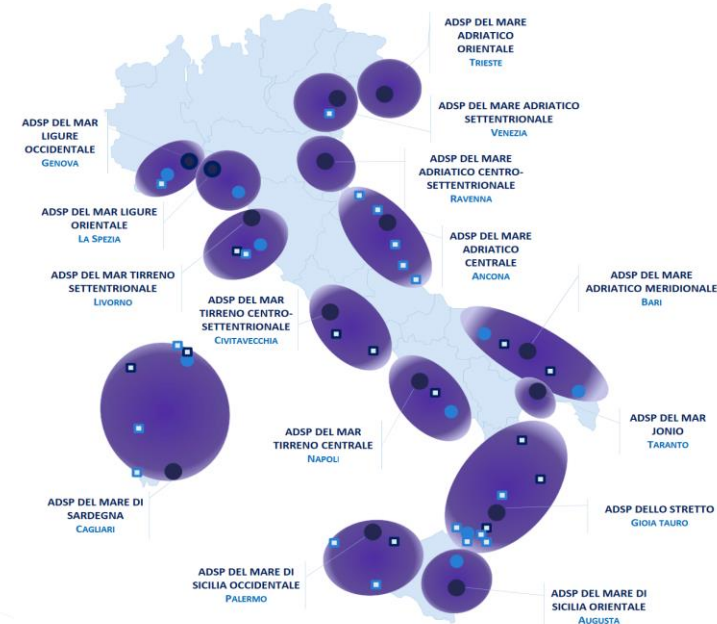 ADSP DEL MARE
ADRIATICO
ORIENTALE
TRIESTE
ADSP DEL MARE ADRIATICO
SETTENTRIONALE
VENEZIA
ADSP DEL MAR
LIGURE
OCCIDENTALE
GENOVA
ADSP DEL MARE
ADRIATICO CENTRO-
SETTENTRIONALE
RAVENNA
ADSP DEL MAR LIGURE
ORIENTALE
LA SPEZIA
ADSP DEL MARE
ADRIATICO
CENTRALE
ANCONA
ADSP DEL MAR TIRRENO
SETTENTRIONALE
LIVORNO
ADSP DEL MARE
ADRIATICO MERIDIONALE
BARI
ADSP DEL MAR
TIRRENO CENTRO-
SETTENTRIONALE
CIVITAVECCHIA
ADSP DEL MAR
TIRRENO CENTRALE
NAPOLI
ADSP DEL MAR
JONIO
TARANTO
ADSP DEL MARE DI
SARDEGNA
CAGLIARI
ADSP DELLO STRETTO
GIOIA TAURO
ADSP DEL MARE DI
SICILIA OCCIDENTALE
PALERMO
ADSP DEL MARE DI
SICILIA ORIENTALE
AUGUSTA